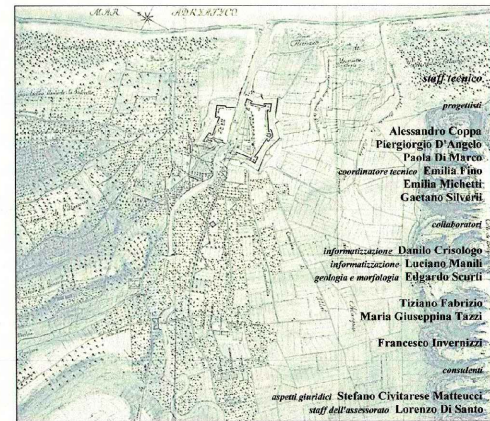 MAR ADRIATICO
staff tecnico
progettisti
Alessandro Coppa
Piergiorgio D'Angelo
Paola Di Marco
coordinatore tecnico Emilia Fino
Emilia Michetti
Gaetano Silverii
collaboratori
informatizzazione Danilo Crisologo
informatizzazione Luciano Manili
geologia e morfologia Edgardo Scurti
Tiziano Fabrizio
Maria Giuseppina Tazzi
Francesco Invernizzi
consulenti
aspetti giuridici Stefano Civitarese Matteucci
staff dell'assessorato Lorenzo Di Santo